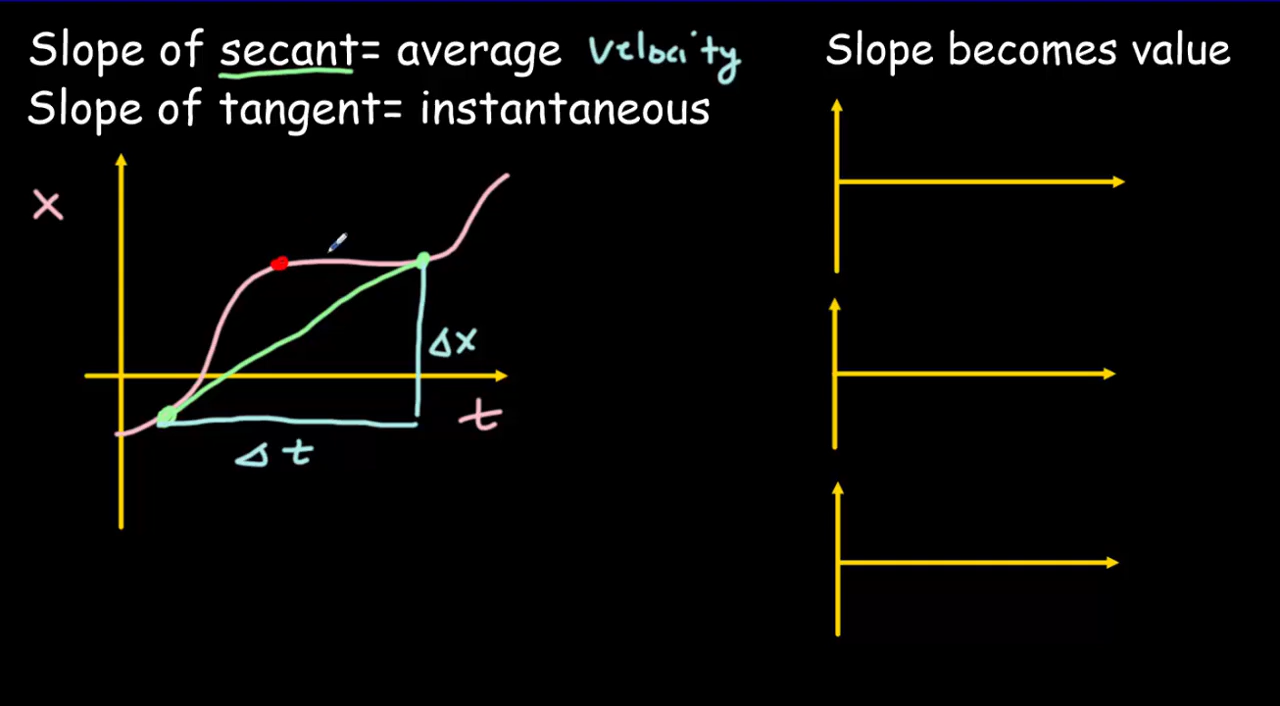 Slope of secant= average velocity
Slope of tangent= instantaneous
Slope becomes value
x
Δx
t
Δt